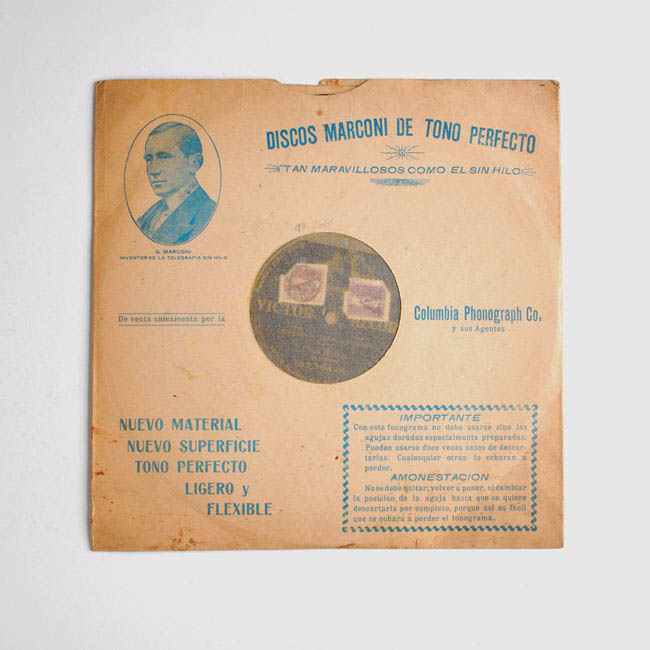 DISCOS MARCONI DE TONO PERFECTO
TAN MARAVILLOSOS COMO EL SIN HILO
G. MARCONI
INVENTOR DE LA TELEGRAFIA SIN HILO
VICTOR RECOR
De venta unicamente por la
Columbia Phonograph Co.
y sus Agentes
NUEVO MATERIAL
NUEVO SUPERFICIE
TONO PERFECTO
LIGERO y
FLEXIBLE
IMPORTANTE
Con este fonograma no debe usarse sino las
agujas doradas especialmente preparadas.
Pueden usarse doce veces antes de descar-
tarlas. Cualesquier otras lo echaran a
perder.
AMONESTACION
No se debe quitar, volver a poner, ni cambiar
la posicion de la aguja hasta que se quiere
descartarla por completo, porque asi es facil
que se echará a perder el fonograma.